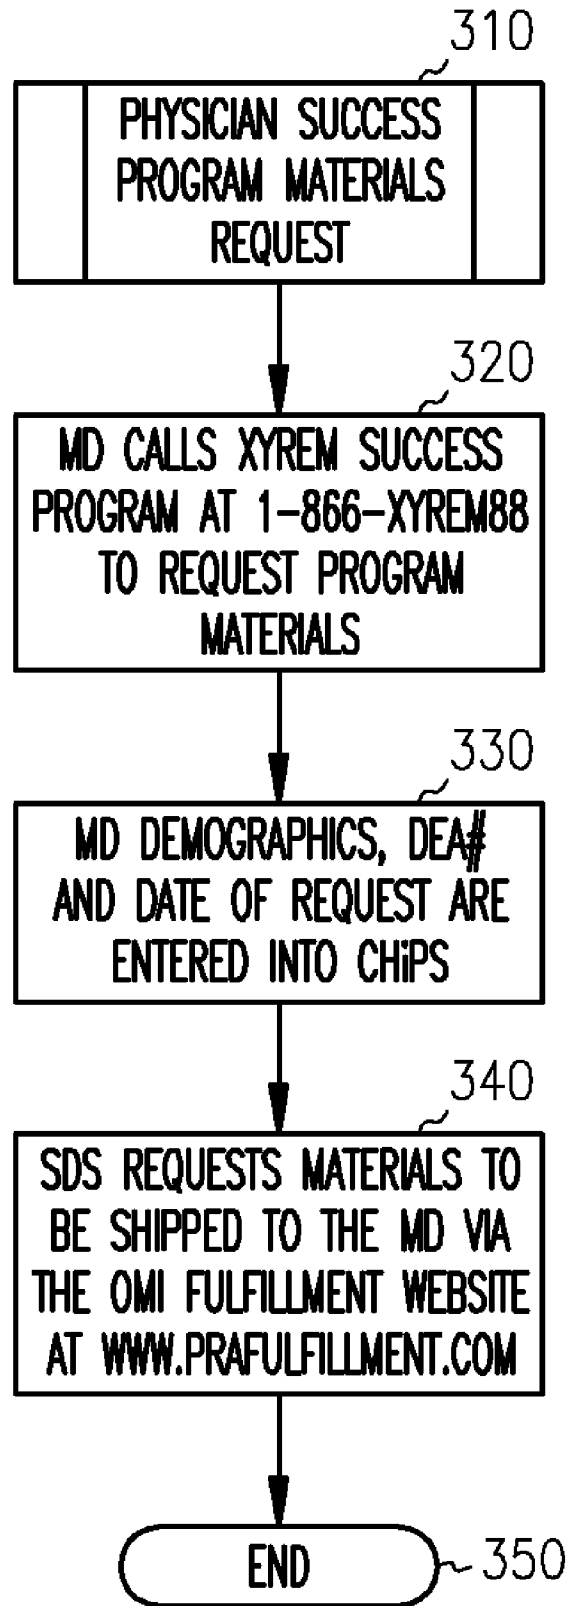 310
PHYSICIAN SUCCESS
PROGRAM MATERIALS
REQUEST
320
MD CALLS XYREM SUCCESS
PROGRAM AT 1-866-XYREM88
TO REQUEST PROGRAM
MATERIALS
330
MD DEMOGRAPHICS, DEA#
AND DATE OF REQUEST ARE
ENTERED INTO CHiPS
340
SDS REQUESTS MATERIALS TO
BE SHIPPED TO THE MD VIA
THE OMI FULFILLMENT WEBSITE
AT WWW.PRAFULFILLMENT.COM
END
350